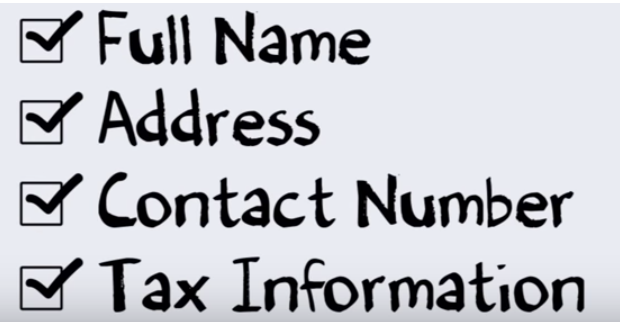 Full Name
Address
Contact Number
Tax Information